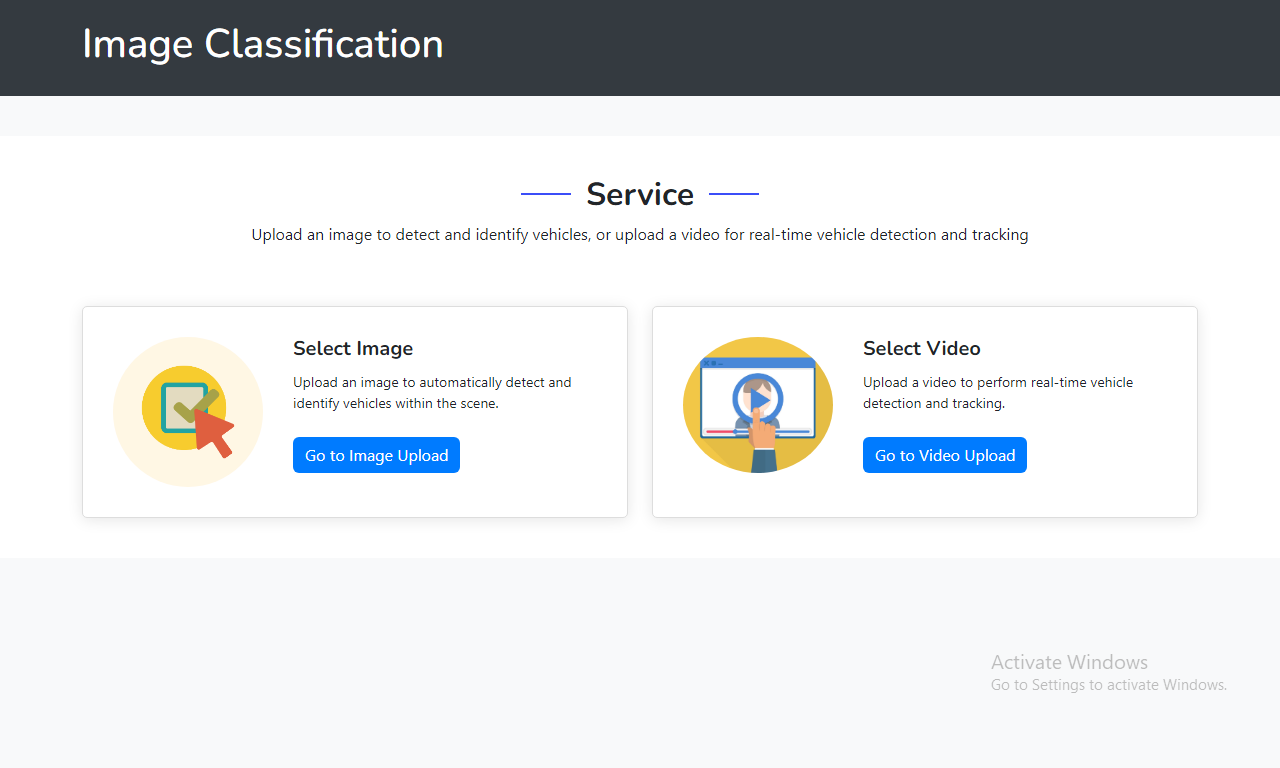 Image Classification
Service
Upload an image to detect and identify vehicles, or upload a video for real-time vehicle detection and tracking
Select Image
Upload an image to automatically detect and
identify vehicles within the scene.
Go to Image Upload
Select Video
Upload a video to perform real-time vehicle
detection and tracking.
Go to Video Upload
Activate Windows
Go to Settings to activate Windows.